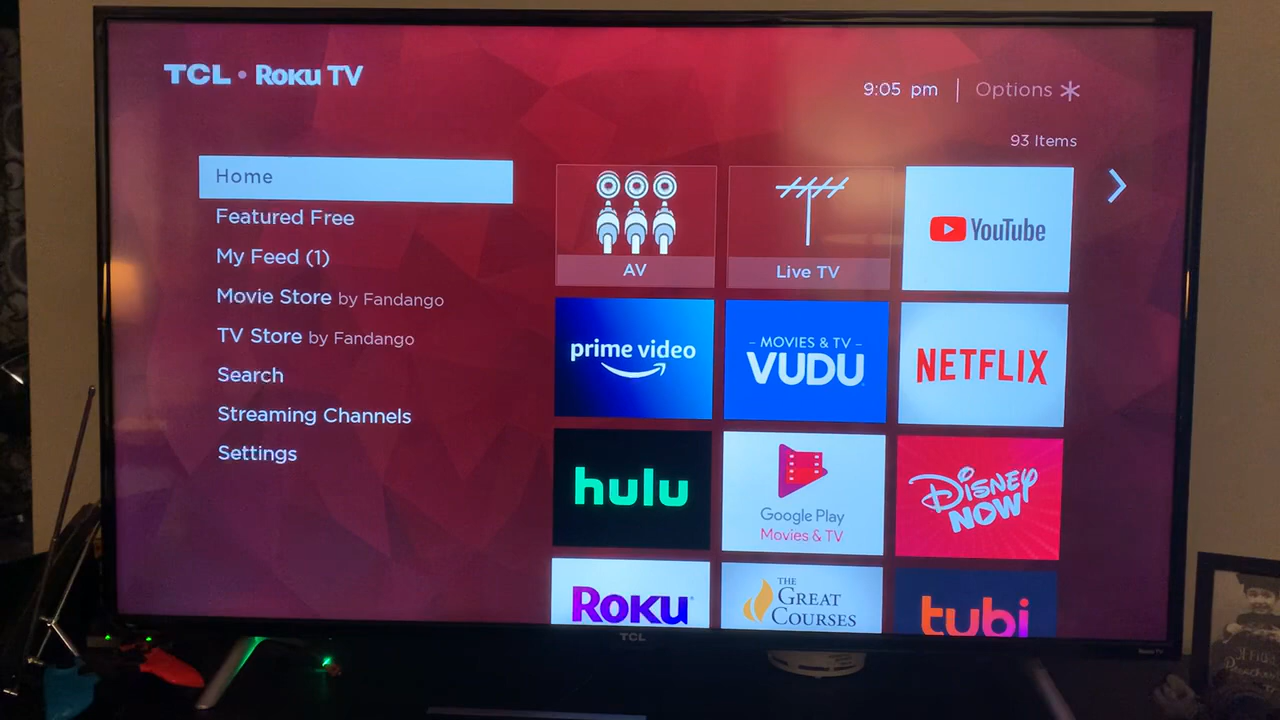 TCL • Roku TV
9:05 pm | Options
93 Items
Home
Featured Free
My Feed (1)
Movie Store by Fandango
TV Store by Fandango
Search
Streaming Channels
Settings
AV
Live TV
YouTube
prime video
– MOVIES & TV –
VUDU
NETFLIX
hulu
Google Play
Movies & TV
Disney
NOW
Roku
THE
GREAT
COURSES
tubi
TCL
Roku TV